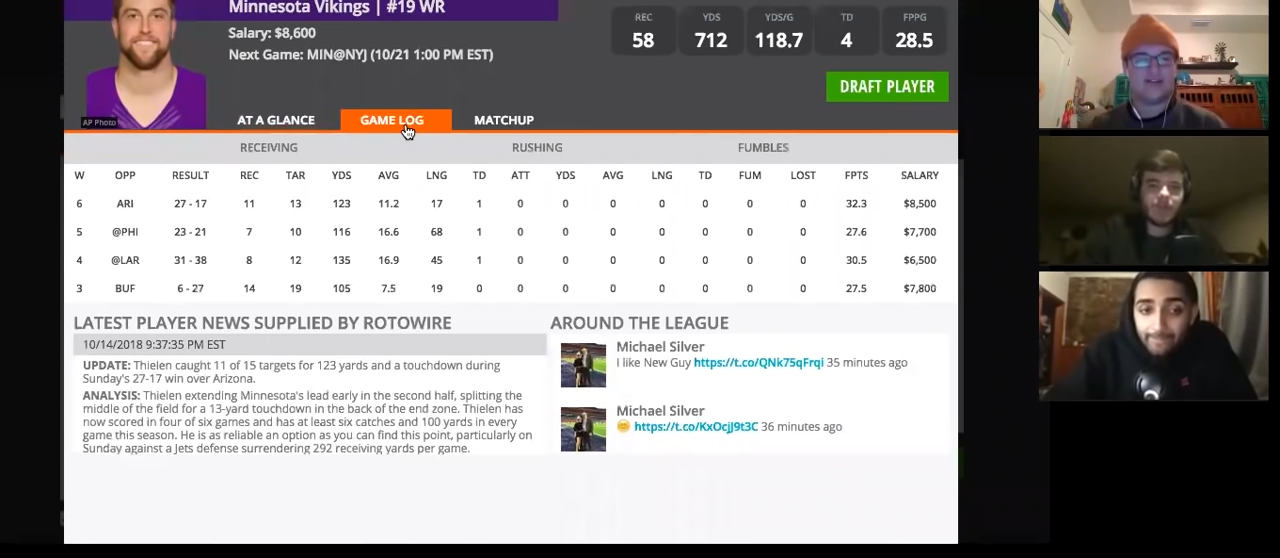 Minnesota Vikings | #19 WR
Salary: $8,600
Next Game: MIN@NYJ (10/21 1:00 PM EST)
REC YDS YDS/G TD FPPG
58 712 118.7 4 28.5
DRAFT PLAYER
AP Photo
AT A GLANCE GAME LOG MATCHUP
RECEIVING RUSHING FUMBLES
W OPP RESULT REC TAR YDS AVG LNG TD ATT YDS AVG LNG TD FUM LOST FPTS SALARY
6 ARI 27 - 17 11 13 123 11.2 17 1 0 0 0 0 0 0 0 32.3 $8,500
5 @PHI 23 - 21 7 10 116 16.6 68 1 0 0 0 0 0 0 0 27.6 $7,700
4 @LAR 31 - 38 8 12 135 16.9 45 1 0 0 0 0 0 0 0 30.5 $6,500
3 BUF 6 - 27 14 19 105 7.5 19 0 0 0 0 0 0 0 0 27.5 $7,800
LATEST PLAYER NEWS SUPPLIED BY ROTOWIRE
10/14/2018 9:37:35 PM EST
UPDATE: Thielen caught 11 of 15 targets for 123 yards and a touchdown during
Sunday's 27-17 win over Arizona.
ANALYSIS: Thielen extending Minnesota's lead early in the second half, splitting the
middle of the field for a 13-yard touchdown in the back of the end zone. Thielen has
now scored in four of six games and has at least six catches and 100 yards in every
game this season. He is as reliable an option as you can find this point, particularly on
Sunday against a Jets defense surrendering 292 receiving yards per game.
AROUND THE LEAGUE
Michael Silver
I like New Guy https://t.co/QNk75qFrqi 35 minutes ago
Michael Silver
https://t.co/KxOcjJ9t3C 36 minutes ago